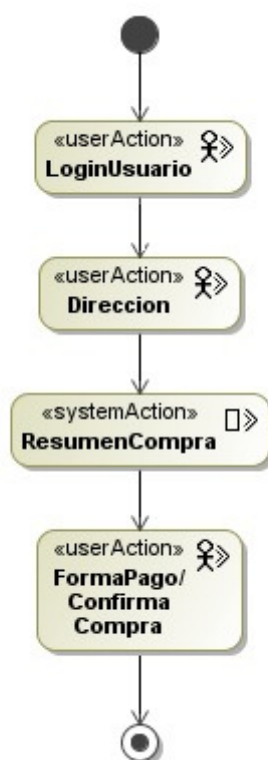 «userAction»
LoginUsuario
«userAction»
Direccion
«systemAction»
ResumenCompra
«userAction»
FormaPago/
Confirma
Compra